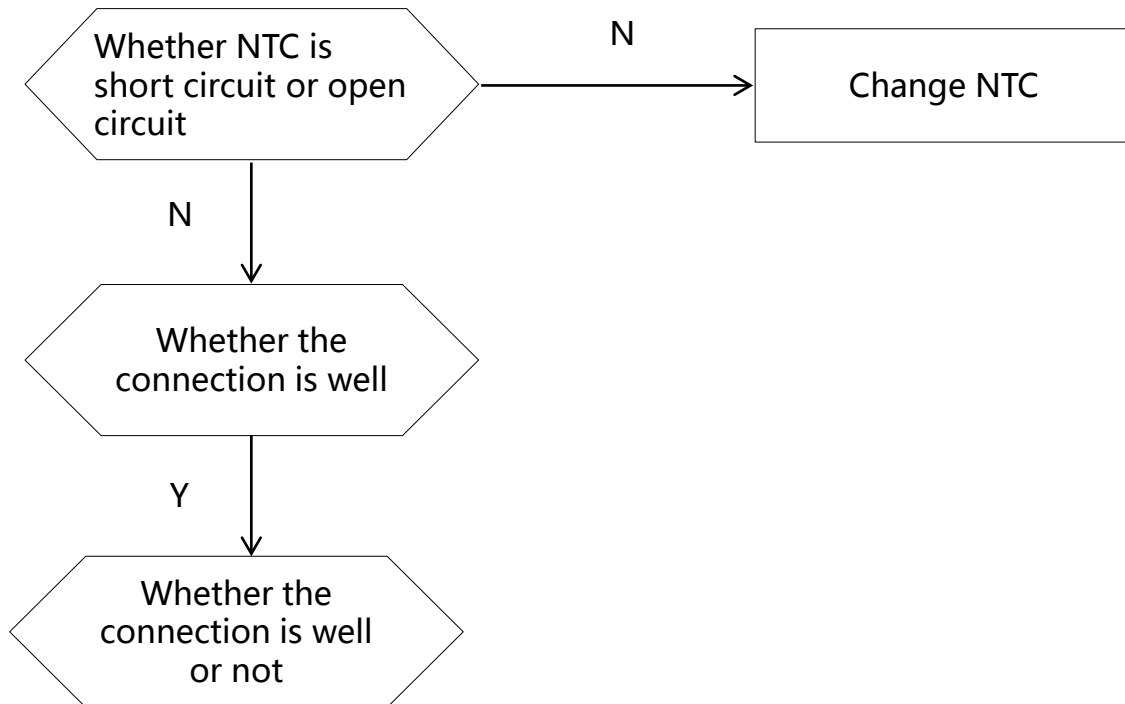 Whether NTC is
short circuit or open
circuit
N
Change NTC
N
Whether the
connection is well
Y
Whether the
connection is well
or not